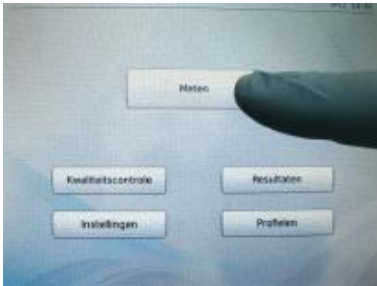 Meten
Kwaliteitscontrole
Resultaten
Instellingen
Profielen